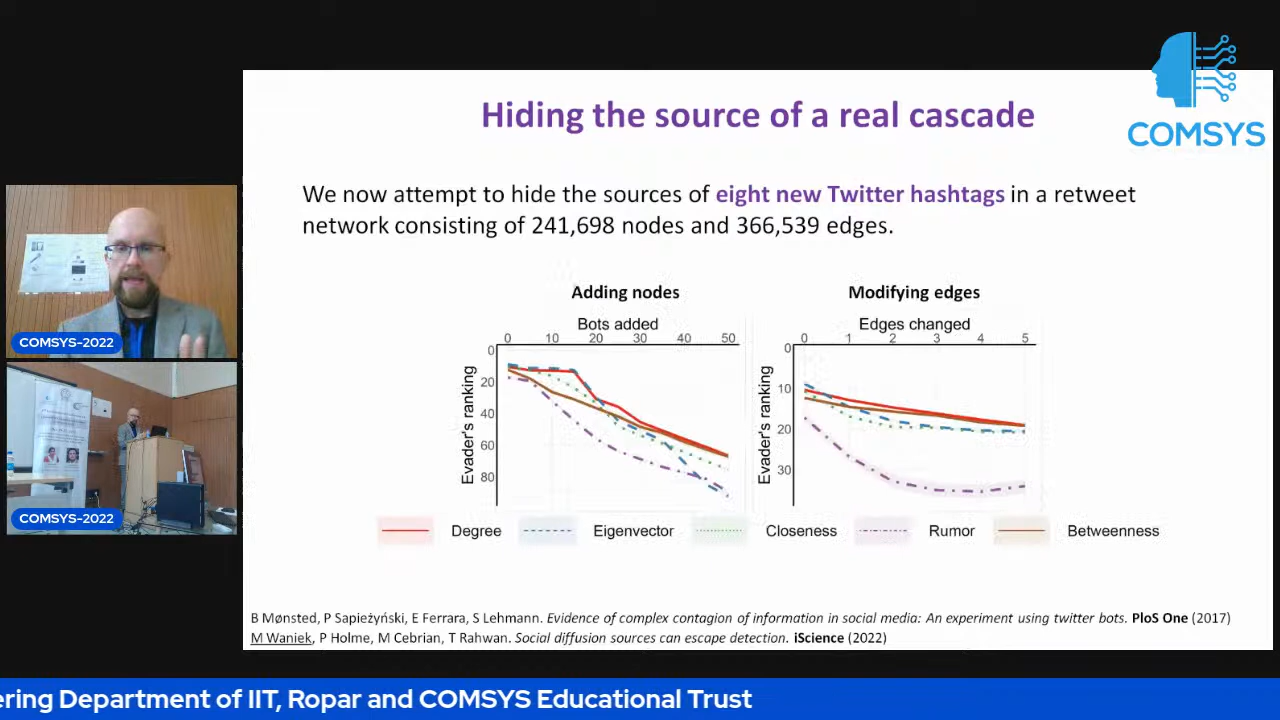 COMSYS
Hiding the source of a real cascade
We now attempt to hide the sources of eight new Twitter hashtags in a retweet
network consisting of 241,698 nodes and 366,539 edges.
Adding nodes
Bots added
0 10 20 30 40 50
0
20
40
60
80
Evader's ranking
Modifying edges
Edges changed
0 1 2 3 4 5
0
10
20
30
Evader's ranking
Degree Eigenvector Closeness Rumor Betweenness
B Mønsted, P Sapieżyński, E Ferrara, S Lehmann. Evidence of complex contagion of information in social media: An experiment using twitter bots. PloS One (2017)
M Waniek, P Holme, M Cebrian, T Rahwan. Social diffusion sources can escape detection. iScience (2022)
COMSYS-2022
COMSYS-2022
ering Department of IIT, Ropar and COMSYS Educational Trust